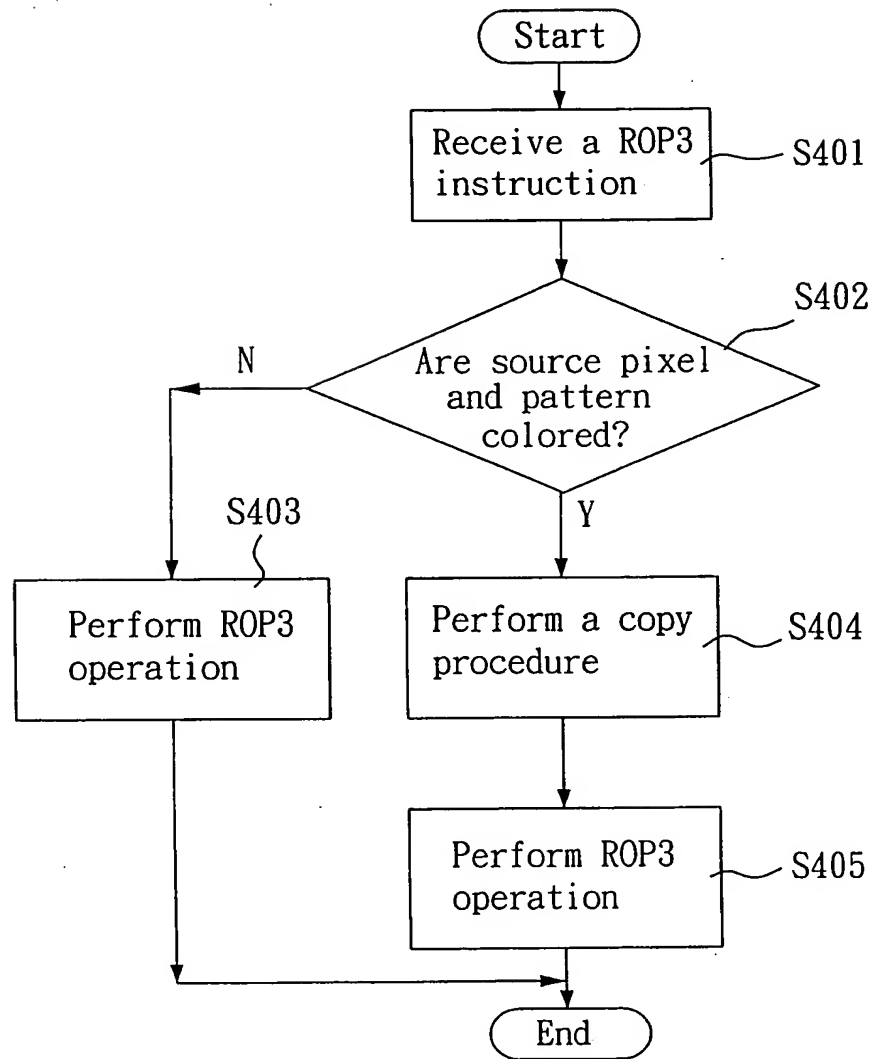 Start
Receive a ROP3
instruction
S401
S402
Are source pixel
and pattern
colored?
N
Y
S403
Perform ROP3
operation
Perform a copy
procedure
S404
Perform ROP3
operation
S405
End